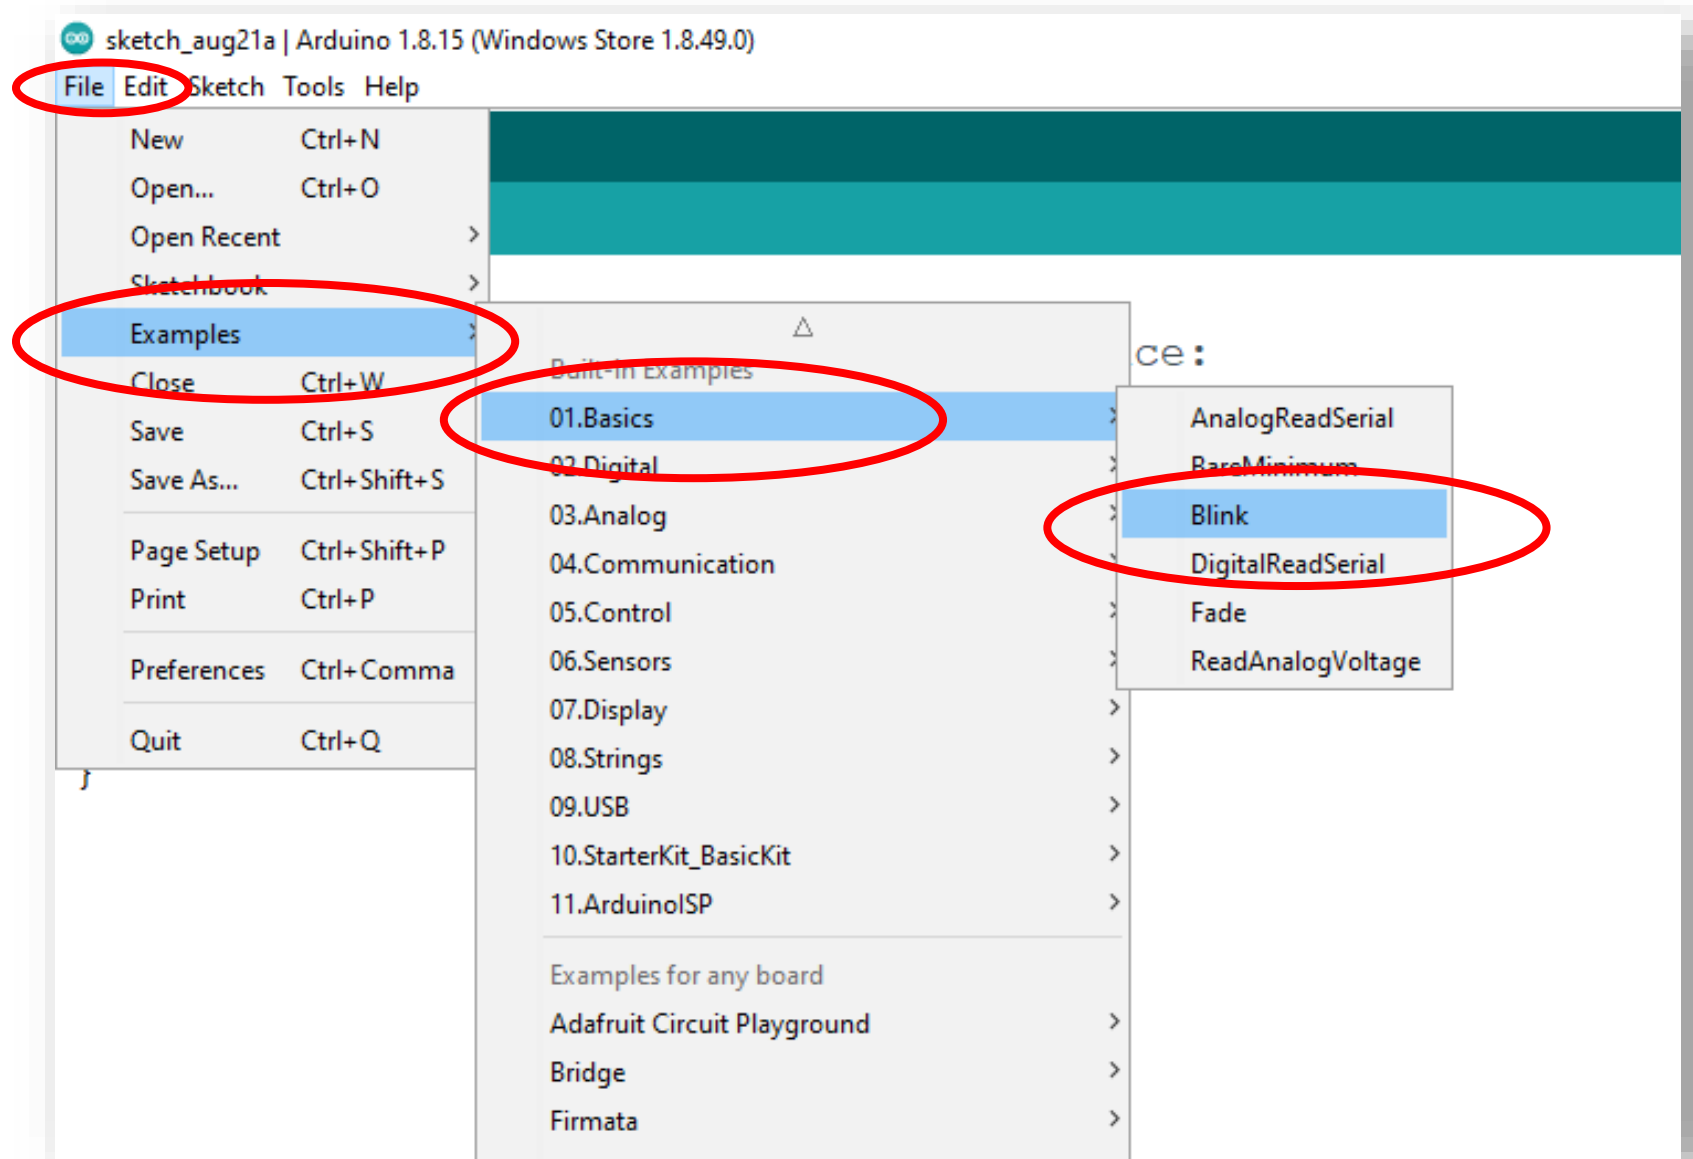 sketch_aug21a | Arduino 1.8.15 (Windows Store 1.8.49.0)
File Edit Sketch Tools Help
New Ctrl+N
Open... Ctrl+O
Open Recent
Sketchbook
Examples
Close Ctrl+W
Save Ctrl+S
Save As... Ctrl+Shift+S
Page Setup Ctrl+Shift+P
Print Ctrl+P
Preferences Ctrl+Comma
Quit Ctrl+Q
}
Built-in Examples
01.Basics
02.Digital
03.Analog
04.Communication
05.Control
06.Sensors
07.Display
08.Strings
09.USB
10.StarterKit_BasicKit
11.ArduinoISP
Examples for any board
Adafruit Circuit Playground
Bridge
Firmata
ce:
AnalogReadSerial
BareMinimum
Blink
DigitalReadSerial
Fade
ReadAnalogVoltage